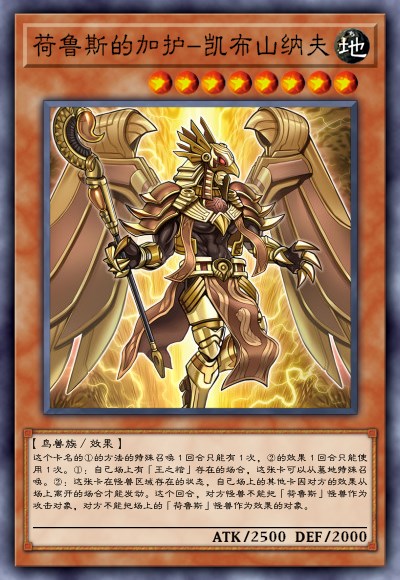 荷鲁斯的加护-凯布山纳夫
地
【鸟兽族/效果】
这个卡名的①的方法的特殊召唤1回合只能有1次，②的效果1回合只能使
用1次。①：自己场上有「王之棺」存在的场合，这张卡可以从墓地特殊召
唤。②：这张卡在怪兽区域存在的状态，自己场上的其他卡因对方的效果从
场上离开的场合才能发动。这个回合，对方怪兽不能把「荷鲁斯」怪兽作为
攻击对象，对方不能把场上的「荷鲁斯」怪兽作为效果的对象。
ATK/2500 DEF/2000